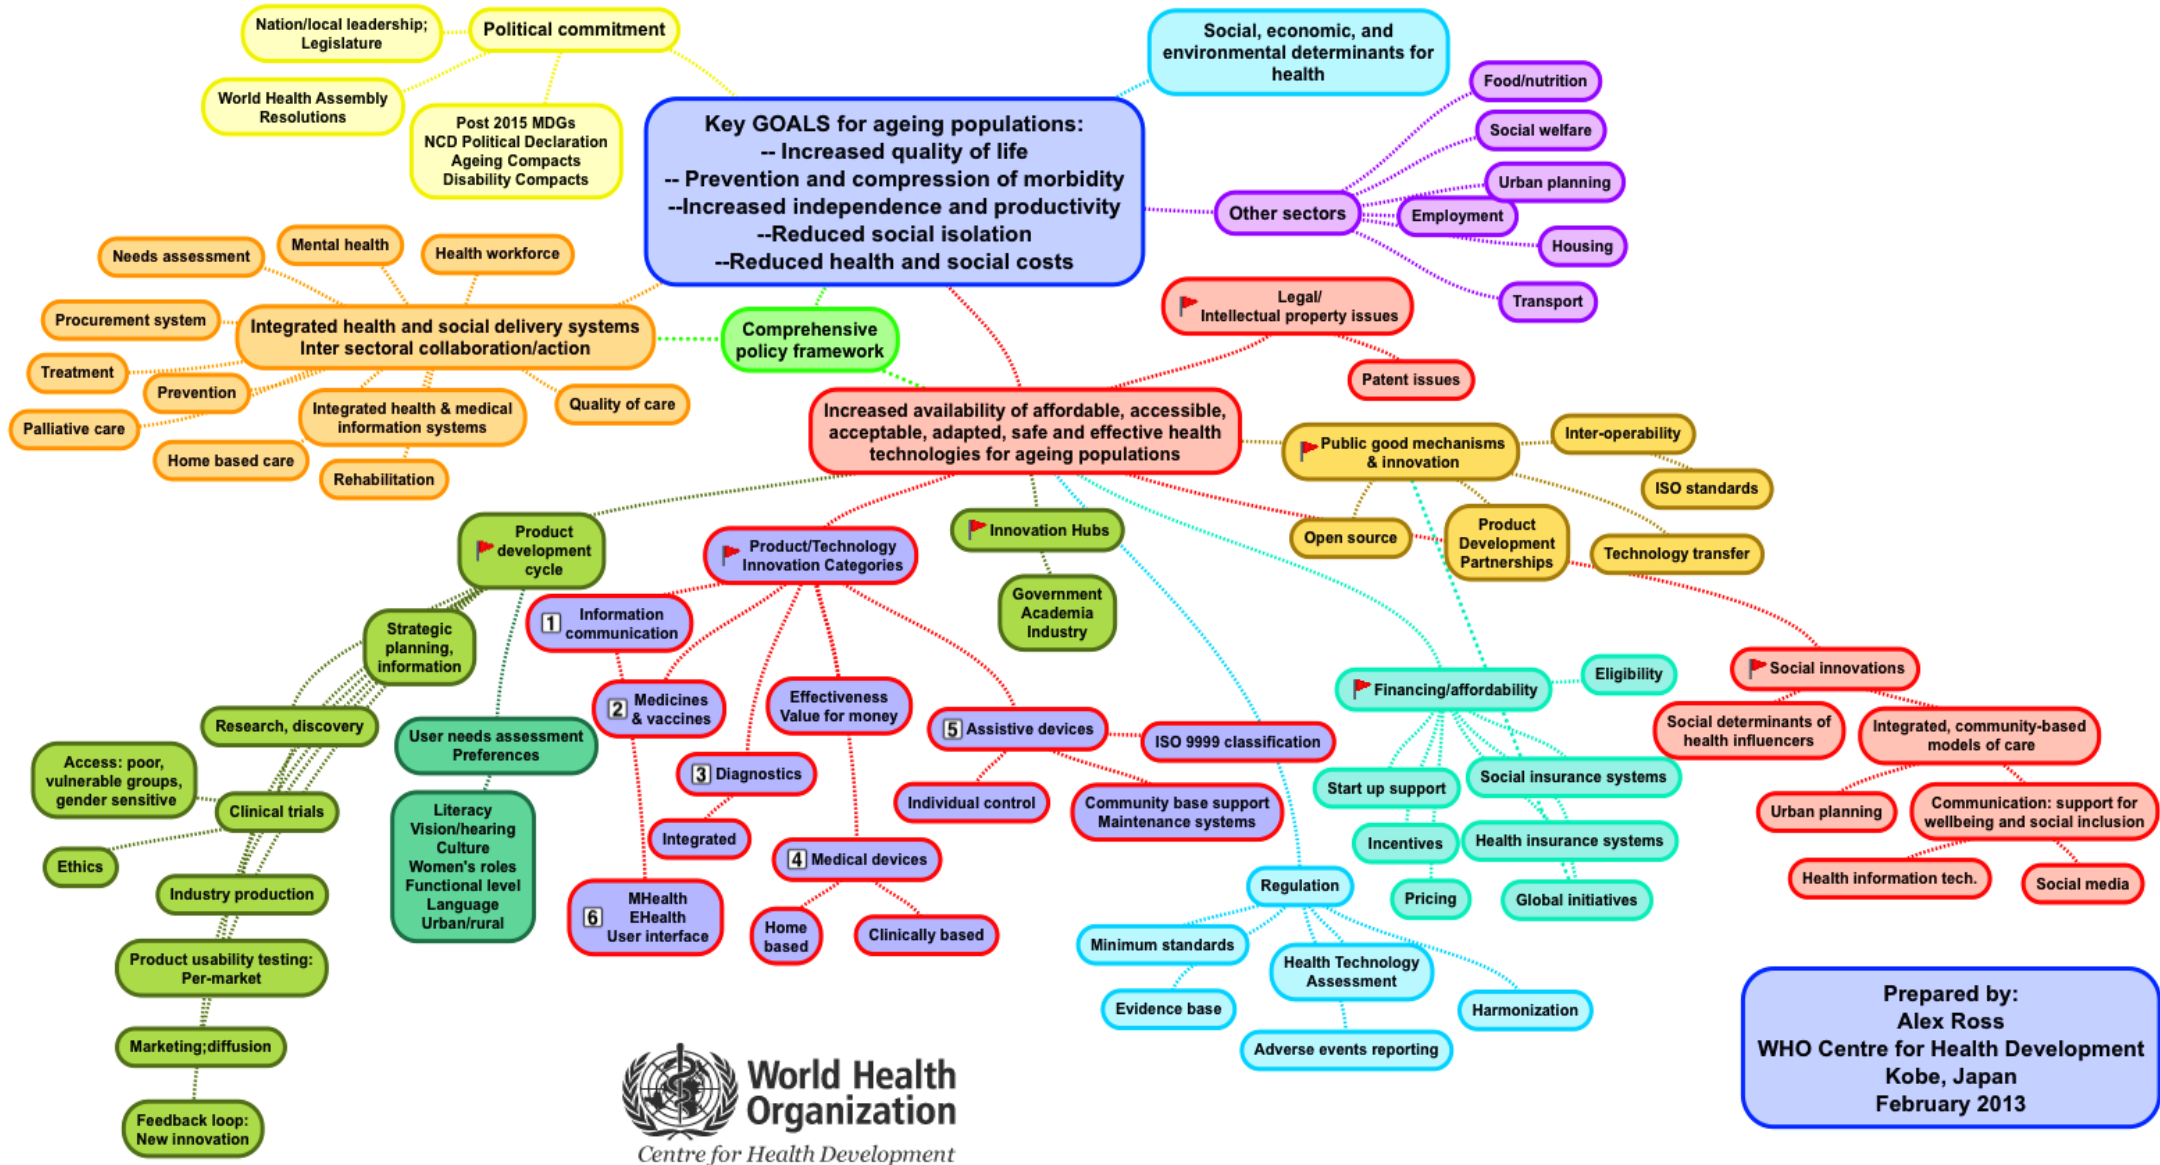 Nation/local leadership;
Legislature
Political commitment
World Health Assembly
Resolutions
Post 2015 MDGs
NCD Political Declaration
Ageing Compacts
Disability Compacts
Key GOALS for ageing populations:
-- Increased quality of life
-- Prevention and compression of morbidity
--Increased independence and productivity
--Reduced social isolation
--Reduced health and social costs
Social, economic, and
environmental determinants for
health
Food/nutrition
Social welfare
Urban planning
Other sectors
Employment
Housing
Transport
Needs assessment
Mental health
Health workforce
Procurement system
Integrated health and social delivery systems
Inter sectoral collaboration/action
Treatment
Prevention
Palliative care
Integrated health & medical
information systems
Quality of care
Home based care
Rehabilitation
Comprehensive
policy framework
Legal/
Intellectual property issues
Patent issues
Increased availability of affordable, accessible,
acceptable, adapted, safe and effective health
technologies for ageing populations
Public good mechanisms
& innovation
Inter-operability
ISO standards
Open source
Product
Development
Partnerships
Technology transfer
Product
development
cycle
Strategic
planning,
information
Research, discovery
Access: poor,
vulnerable groups,
gender sensitive
Clinical trials
Ethics
Industry production
Product usability testing:
Per-market
Marketing;diffusion
Feedback loop:
New innovation
User needs assessment
Preferences
Literacy
Vision/hearing
Culture
Women's roles
Functional level
Language
Urban/rural
Product/Technology
Innovation Categories
1 Information
communication
2 Medicines
& vaccines
Effectiveness
Value for money
3 Diagnostics
Integrated
4 Medical devices
Home
based
Clinically based
5 Assistive devices
ISO 9999 classification
Individual control
Community base support
Maintenance systems
6 MHealth
EHealth
User interface
Innovation Hubs
Government
Academia
Industry
Regulation
Minimum standards
Evidence base
Health Technology
Assessment
Adverse events reporting
Harmonization
Financing/affordability
Eligibility
Start up support
Social insurance systems
Incentives
Health insurance systems
Pricing
Global initiatives
Social innovations
Social determinants of
health influencers
Integrated, community-based
models of care
Urban planning
Communication: support for
wellbeing and social inclusion
Health information tech.
Social media
World Health
Organization
Centre for Health Development
Prepared by:
Alex Ross
WHO Centre for Health Development
Kobe, Japan
February 2013